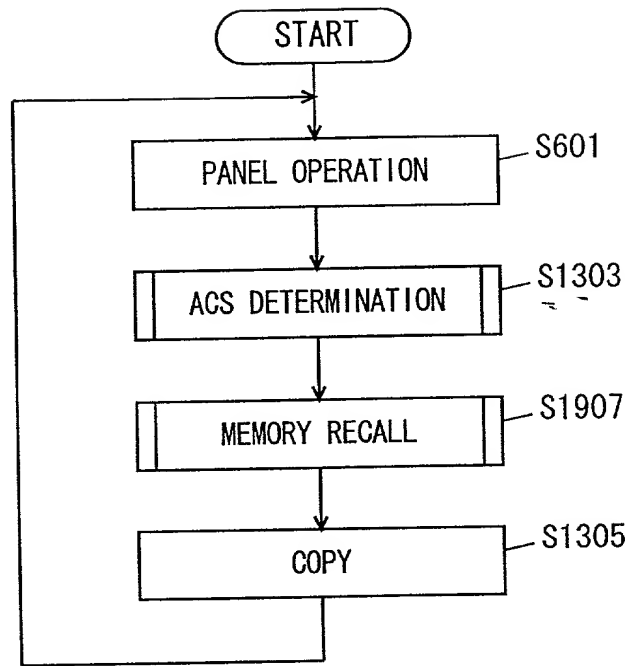 START
PANEL OPERATION
S601
ACS DETERMINATION
S1303
MEMORY RECALL
S1907
COPY
S1305